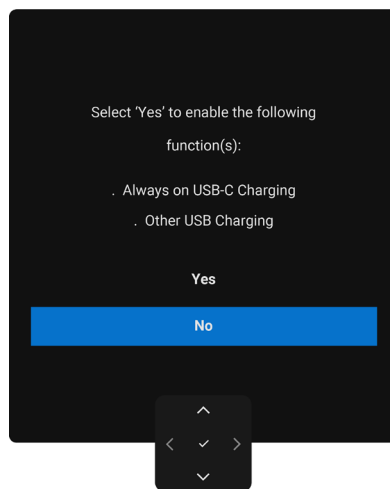 Select ‘Yes’ to enable the following
function(s):
. Always on USB-C Charging
. Other USB Charging
Yes
No